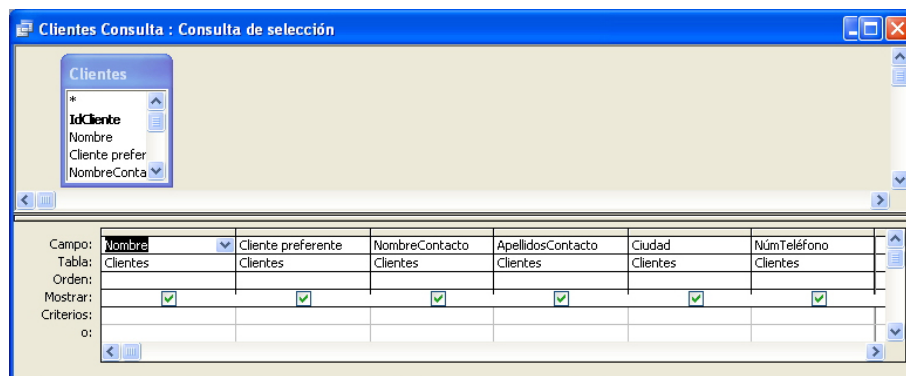 Clientes Consulta : Consulta de selección
Clientes
*
IdCliente
Nombre
Cliente prefer
NombreConta
Campo: Nombre Cliente preferente NombreContacto ApellidosContacto Ciudad NúmTeléfono
Tabla: Clientes Clientes Clientes Clientes Clientes Clientes
Orden:
Mostrar:
Criterios:
o: